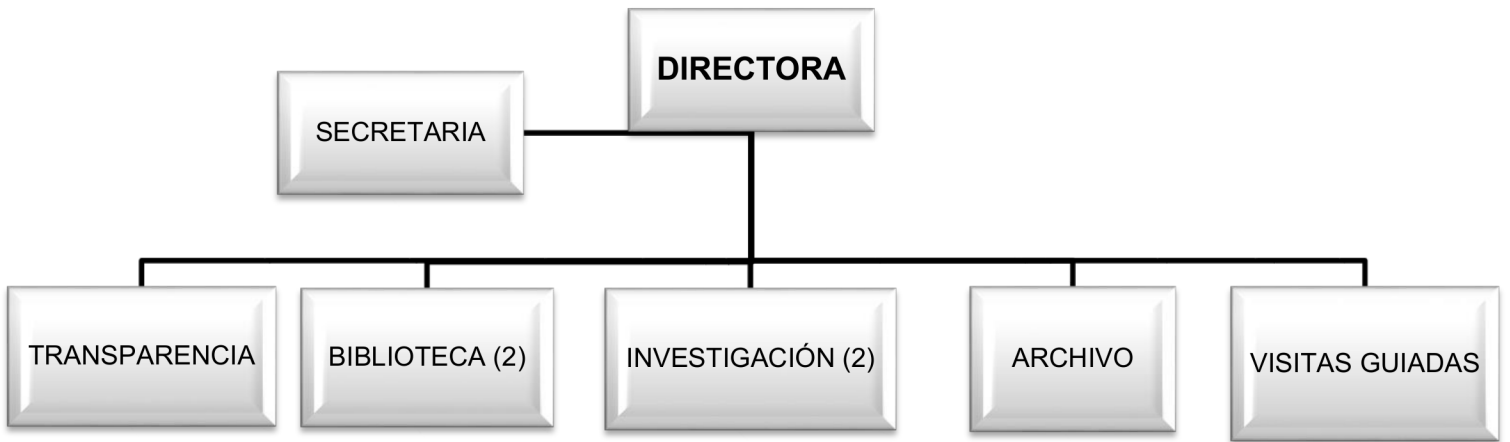 DIRECTORA
SECRETARIA
TRANSPARENCIA
BIBLIOTECA (2)
INVESTIGACIÓN (2)
ARCHIVO
VISITAS GUIADAS